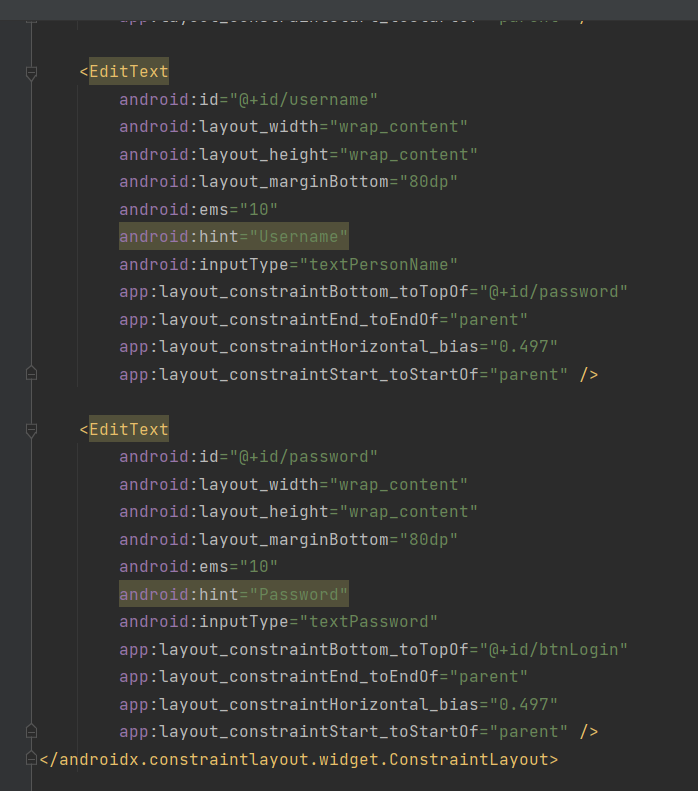 <EditText
android:id="@+id/username"
android:layout_width="wrap_content"
android:layout_height="wrap_content"
android:layout_marginBottom="80dp"
android:ems="10"
android:hint="Username"
android:inputType="textPersonName"
app:layout_constraintBottom_toTopOf="@+id/password"
app:layout_constraintEnd_toEndOf="parent"
app:layout_constraintHorizontal_bias="0.497"
app:layout_constraintStart_toStartOf="parent" />
<EditText
android:id="@+id/password"
android:layout_width="wrap_content"
android:layout_height="wrap_content"
android:layout_marginBottom="80dp"
android:ems="10"
android:hint="Password"
android:inputType="textPassword"
app:layout_constraintBottom_toTopOf="@+id/btnLogin"
app:layout_constraintEnd_toEndOf="parent"
app:layout_constraintHorizontal_bias="0.497"
app:layout_constraintStart_toStartOf="parent" />
</androidx.constraintlayout.widget.ConstraintLayout>